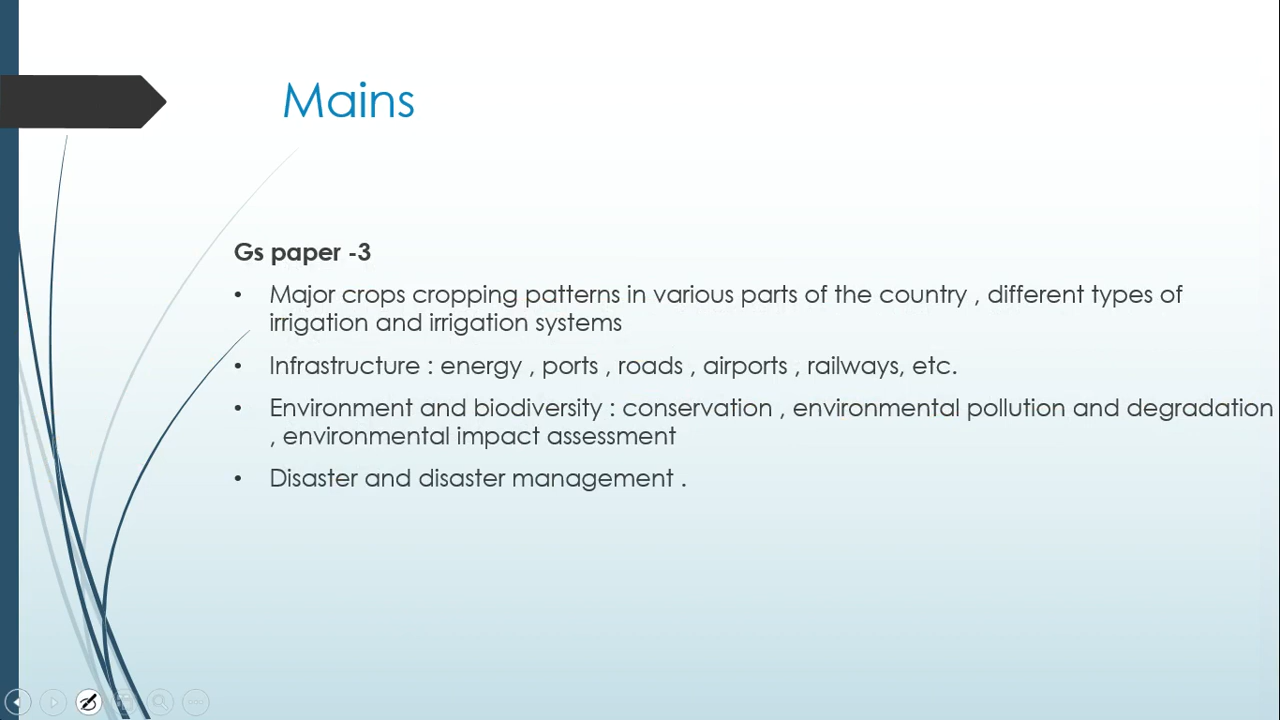 Mains
Gs paper -3
• Major crops cropping patterns in various parts of the country , different types of
irrigation and irrigation systems
• Infrastructure : energy , ports , roads , airports , railways, etc.
• Environment and biodiversity : conservation , environmental pollution and degradation
, environmental impact assessment
• Disaster and disaster management .